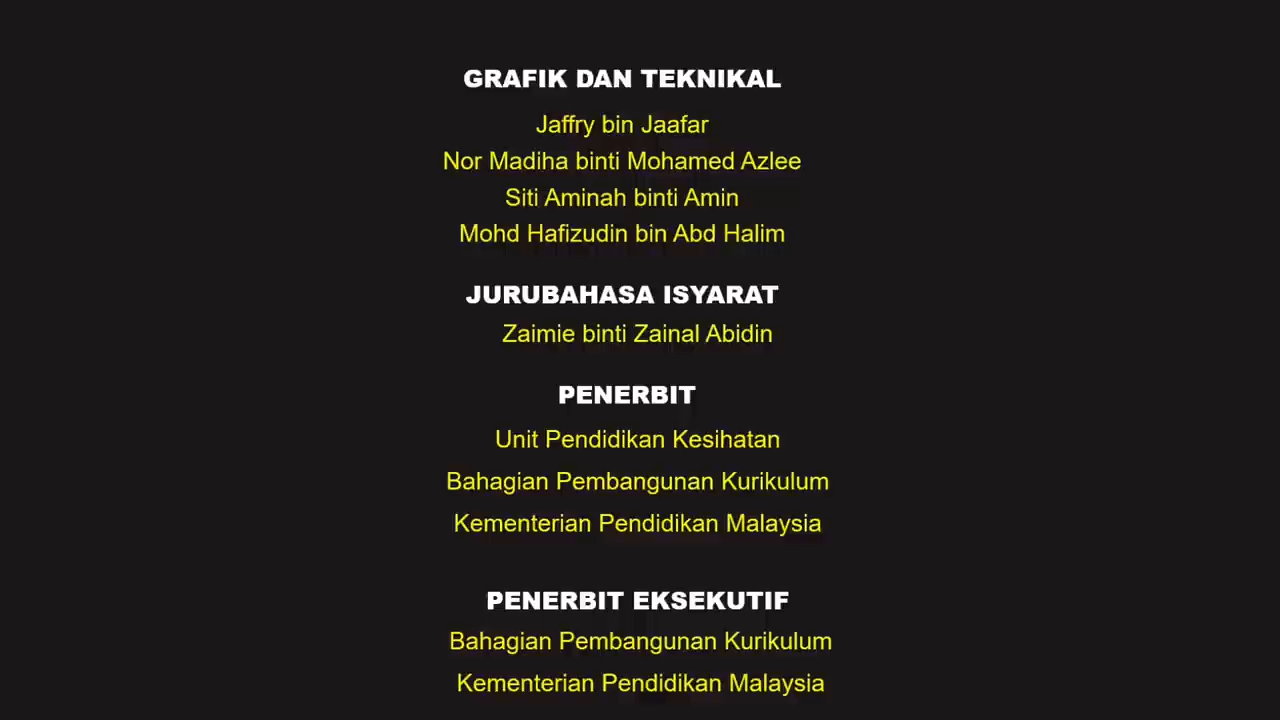 GRAFIK DAN TEKNIKAL
Jaffry bin Jaafar
Nor Madiha binti Mohamed Azlee
Siti Aminah binti Amin
Mohd Hafizudin bin Abd Halim
JURUBAHASA ISYARAT
Zaimie binti Zainal Abidin
PENERBIT
Unit Pendidikan Kesihatan
Bahagian Pembangunan Kurikulum
Kementerian Pendidikan Malaysia
PENERBIT EKSEKUTIF
Bahagian Pembangunan Kurikulum
Kementerian Pendidikan Malaysia